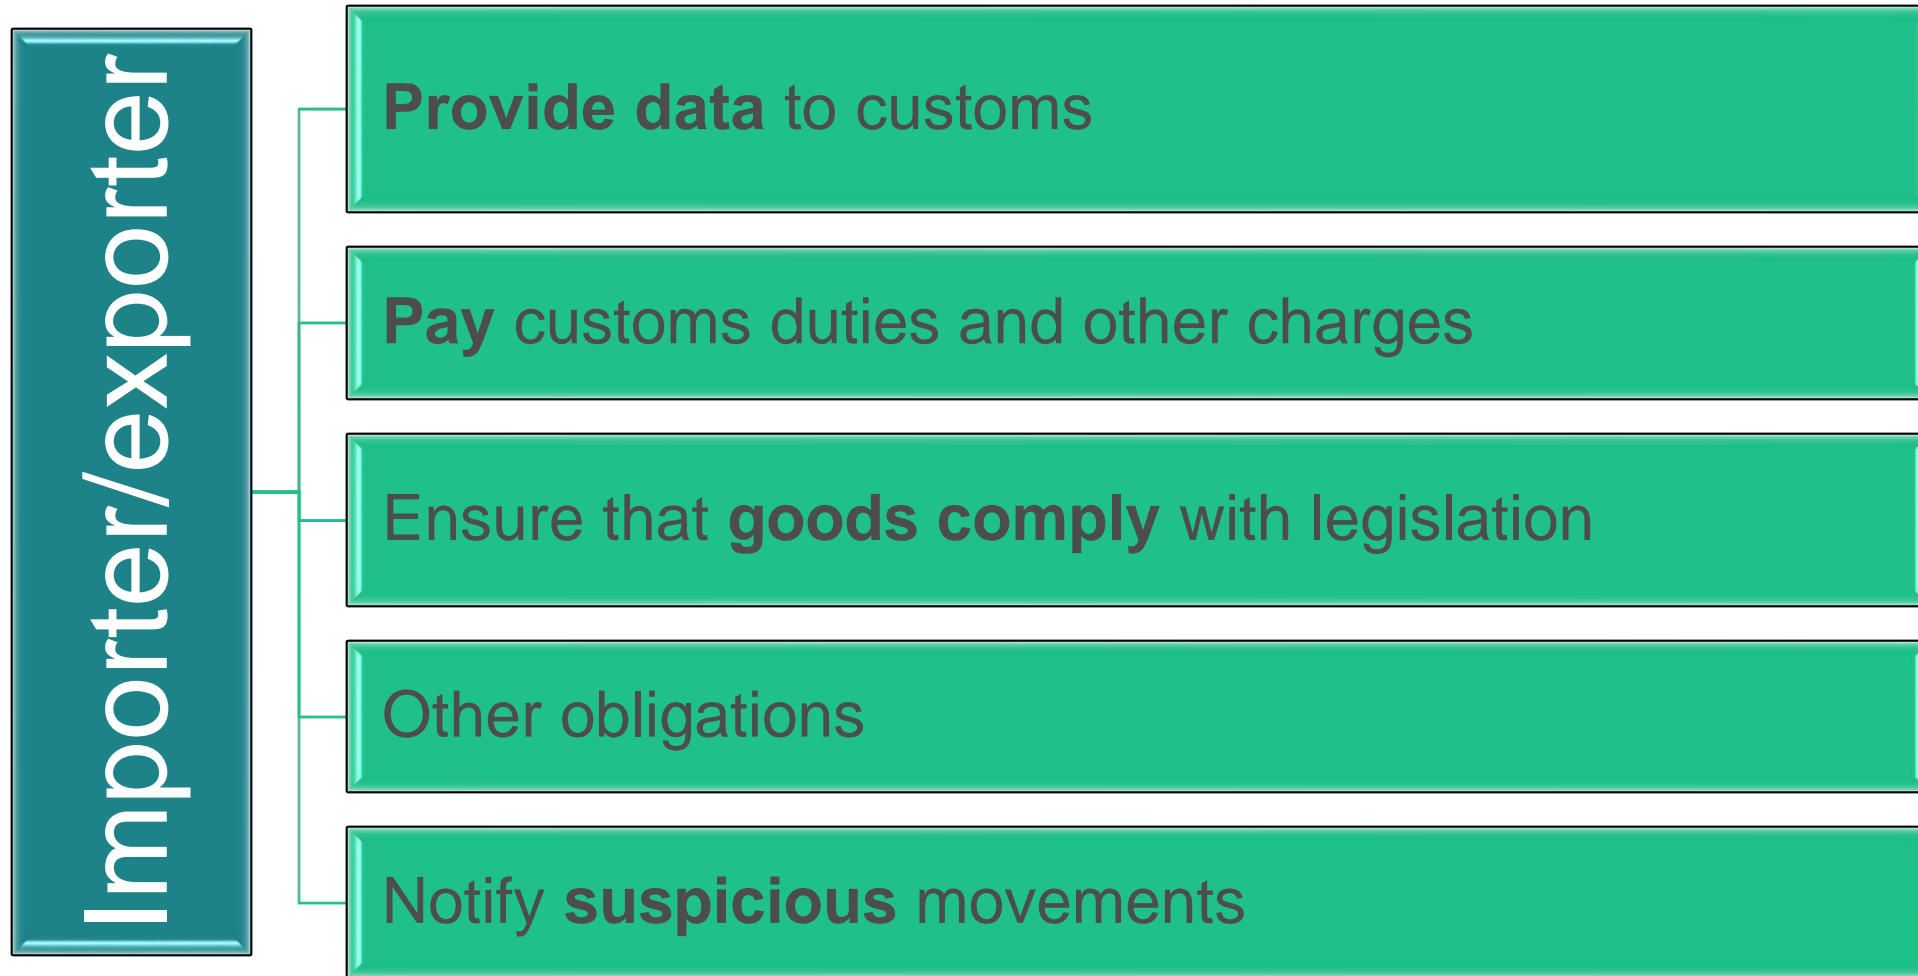 Importer/exporter
Provide data to customs
Pay customs duties and other charges
Ensure that goods comply with legislation
Other obligations
Notify suspicious movements